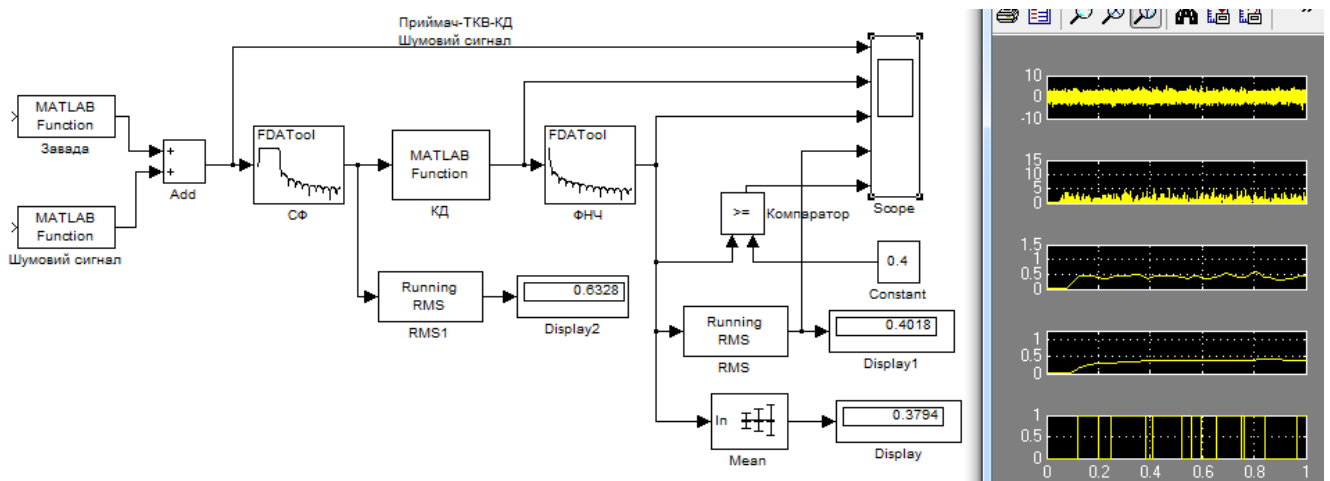 Приймач-ТКВ-КД
Шумовий сигнал
MATLAB
Function
Завада
MATLAB
Function
Шумовий сигнал
+
+
Add
FDATool
СФ
MATLAB
Function
КД
FDATool
ФНЧ
Scope
>=
Компаратор
0.4
Constant
Running
RMS
RMS1
0.6328
Display2
Running
RMS
RMS
0.4018
Display1
In
Mean
0.3794
Display
10
0
-10
15
10
5
0
1.5
1
0.5
0
1
0.5
0
1
0.5
0
0 0.2 0.4 0.6 0.8 1